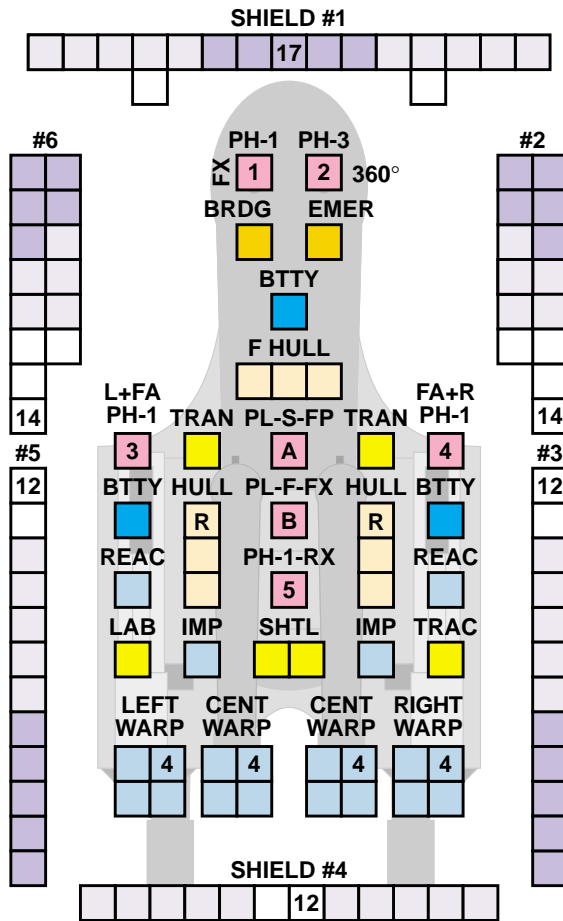 SHIELD #1
17
#6
#2
PH-1 PH-3
FX 1 2 360°
BRDG EMER
BTTY
F HULL
14 L+FA FA+R 14
PH-1 TRAN PL-S-FP TRAN PH-1
3 A 4
#5 #3
12 BTTY HULL PL-F-FX HULL BTTY 12
R B R
REAC PH-1-RX REAC
5
LAB IMP SHTL IMP TRAC
LEFT CENT CENT RIGHT
WARP WARP WARP WARP
4 4 4 4
SHIELD #4
12